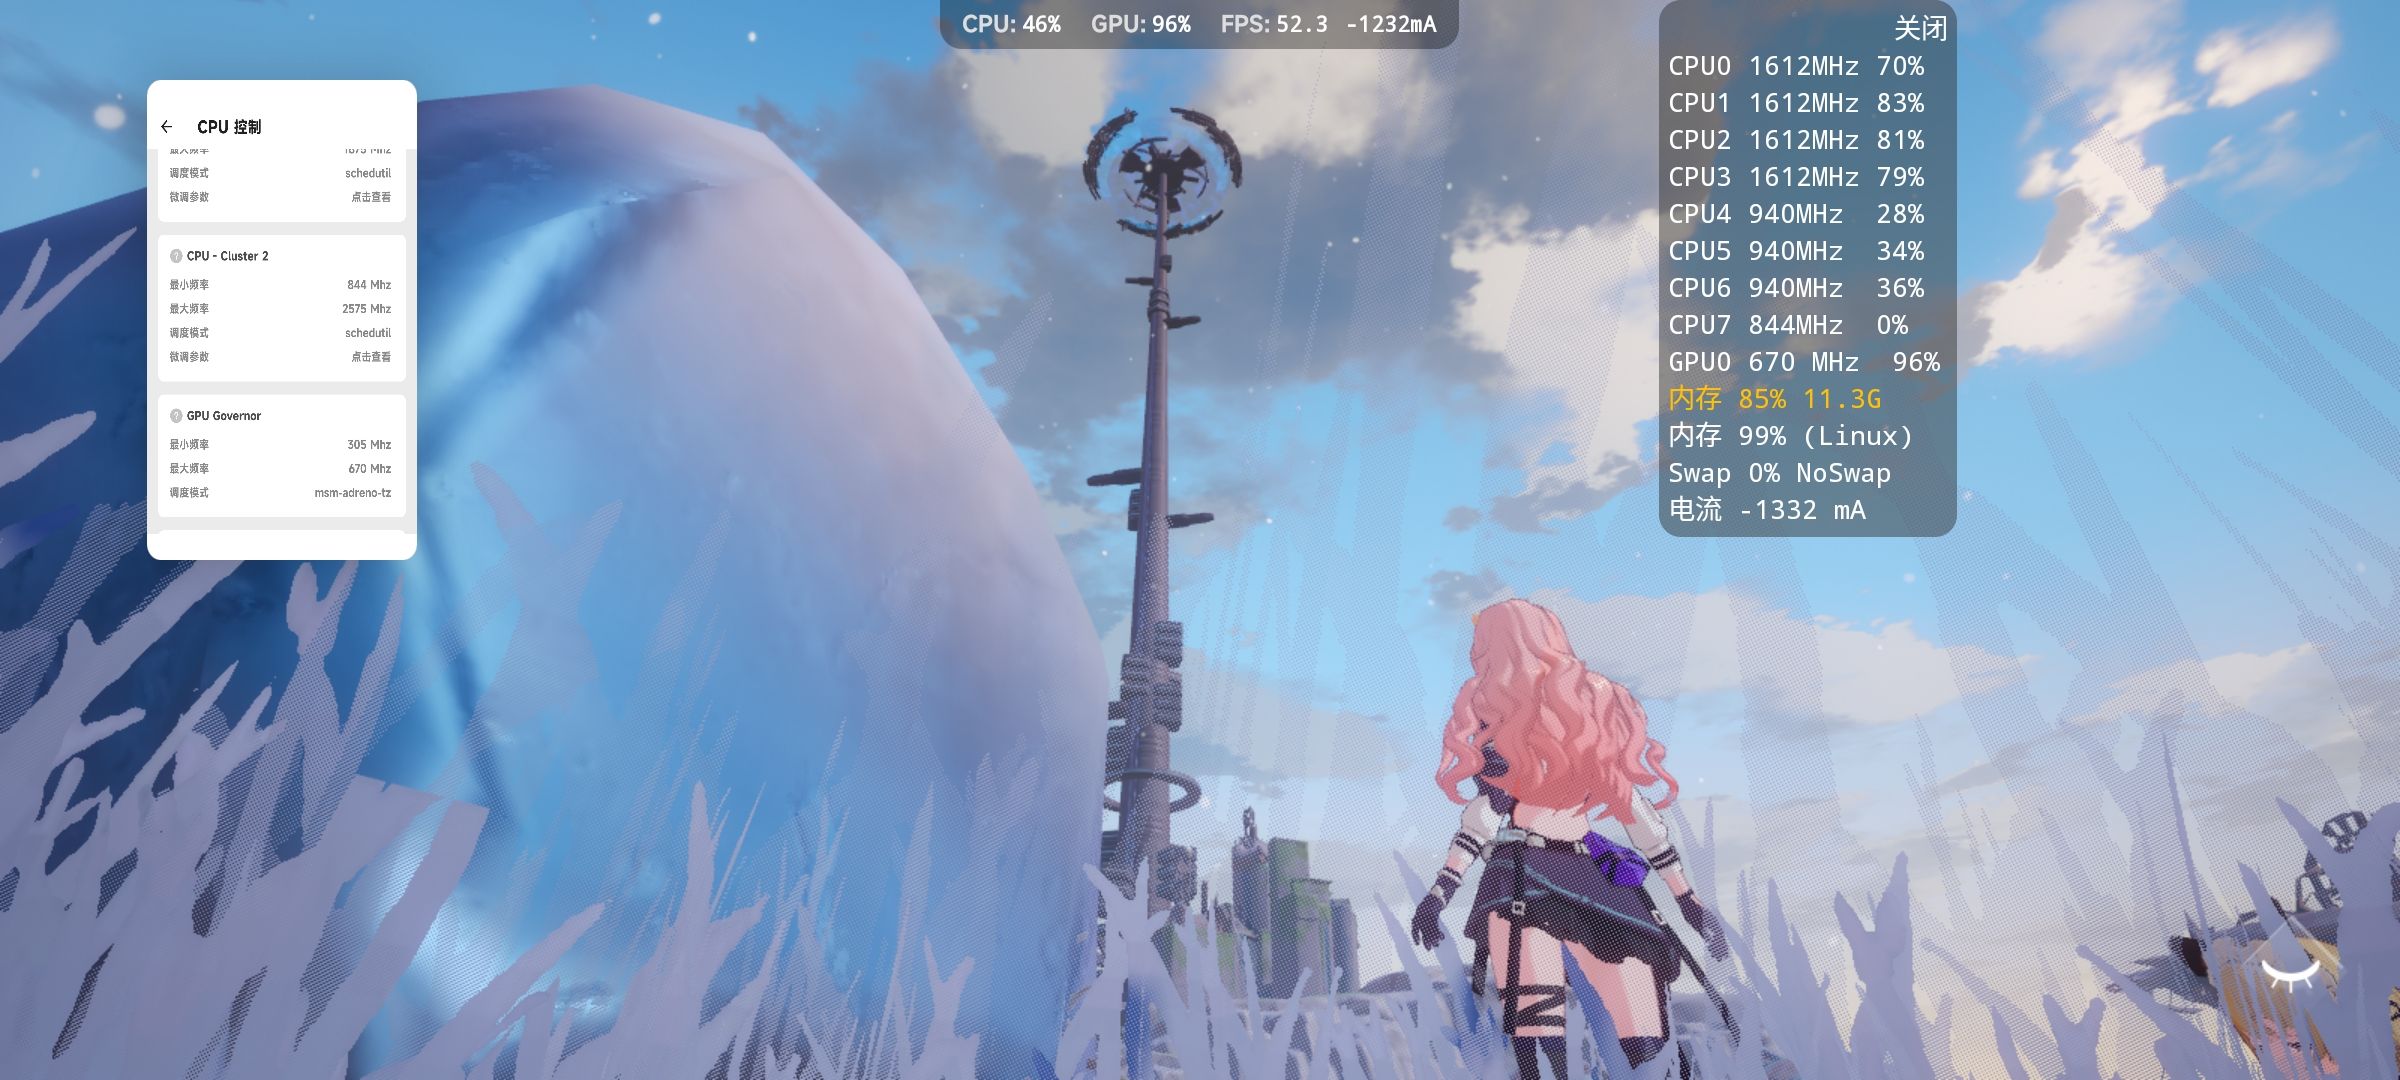 CPU: 46% GPU: 96% FPS: 52.3 -1232mA
CPU 控制
最大频率 1875 Mhz
调度模式 schedutil
微调参数 点击查看
CPU - Cluster 2
最小频率 844 Mhz
最大频率 2575 Mhz
调度模式 schedutil
微调参数 点击查看
GPU Governor
最小频率 305 Mhz
最大频率 670 Mhz
调度模式 msm-adreno-tz
关闭
CPU0 1612MHz 70%
CPU1 1612MHz 83%
CPU2 1612MHz 81%
CPU3 1612MHz 79%
CPU4 940MHz 28%
CPU5 940MHz 34%
CPU6 940MHz 36%
CPU7 844MHz 0%
GPU0 670 MHz 96%
内存 85% 11.3G
内存 99% (Linux)
Swap 0% NoSwap
电流 -1332 mA